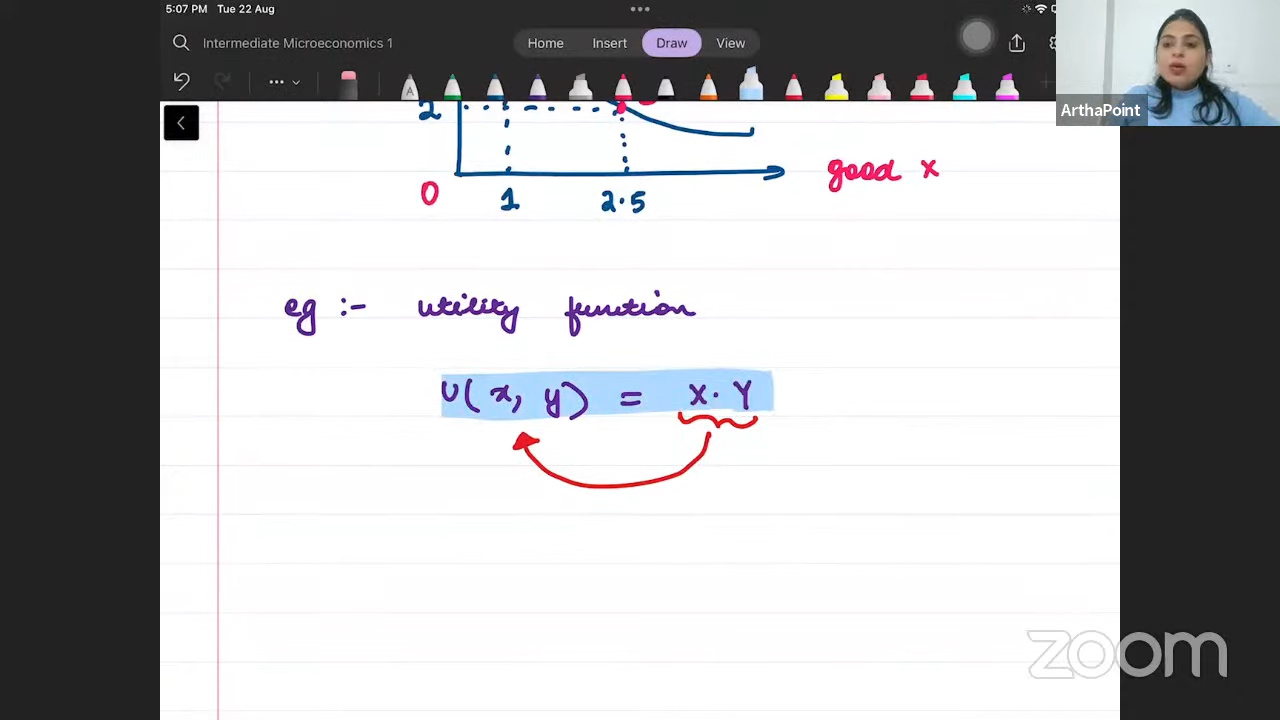 5:07 PM Tue 22 Aug
Intermediate Microeconomics 1
Home Insert Draw View
A
ArthaPoint
2
0
1
2.5
good x
eg :- utility function
U( x, y) = X. Y
zoom